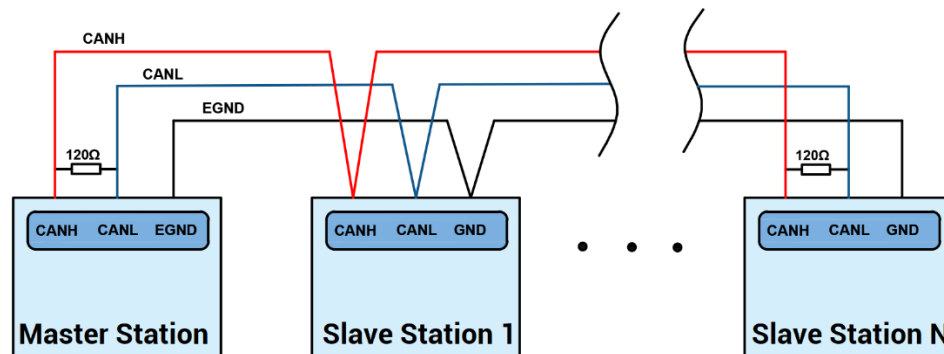 CANH
CANL
EGND
120Ω
120Ω
CANH CANL EGND
CANH CANL GND
CANH CANL GND
Master Station
Slave Station 1
Slave Station N